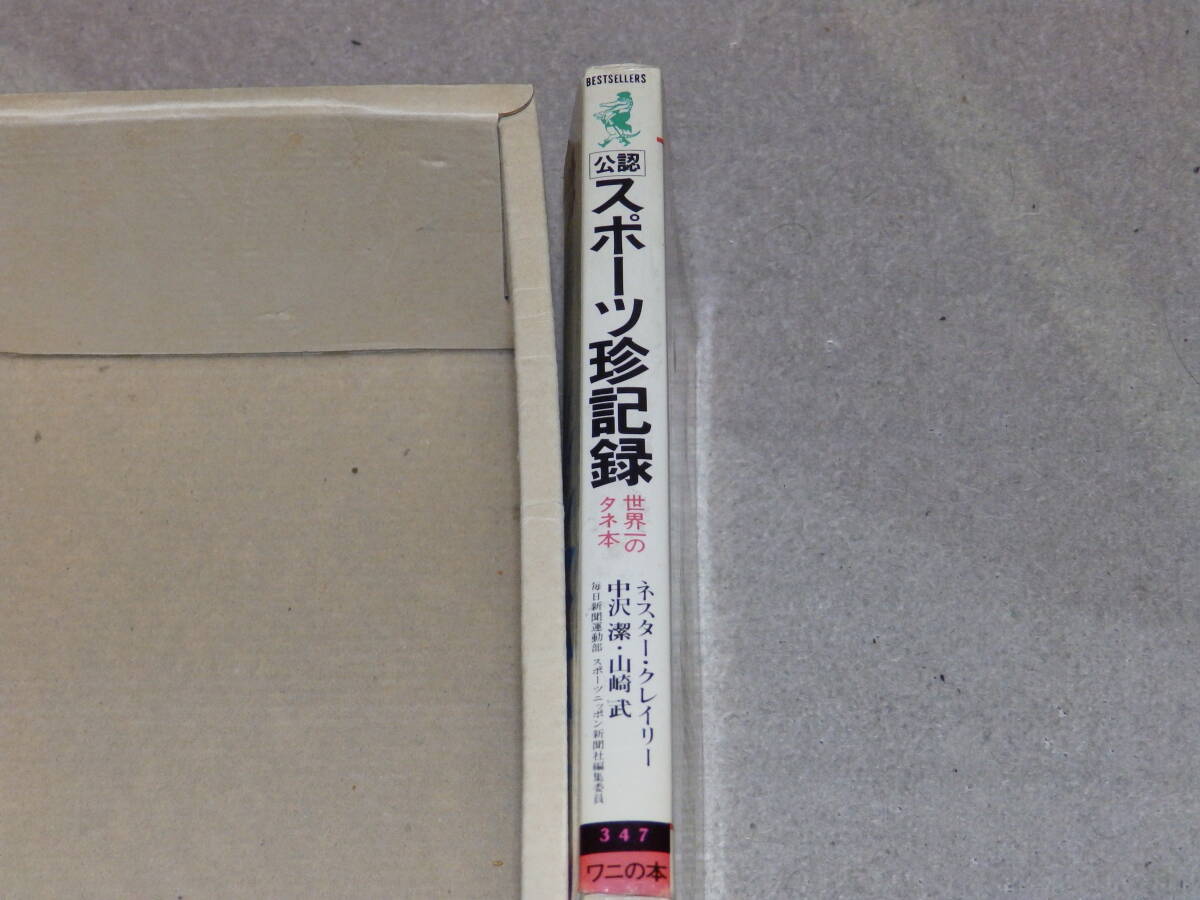 BESTSELLERS
公認
スポーツ珍記録
世界一の
タネ本
ネスター・クレイリー
中沢 潔・山崎 武
毎日新聞運動部 スポーツニッポン新聞社編集委員
347
ワニの本